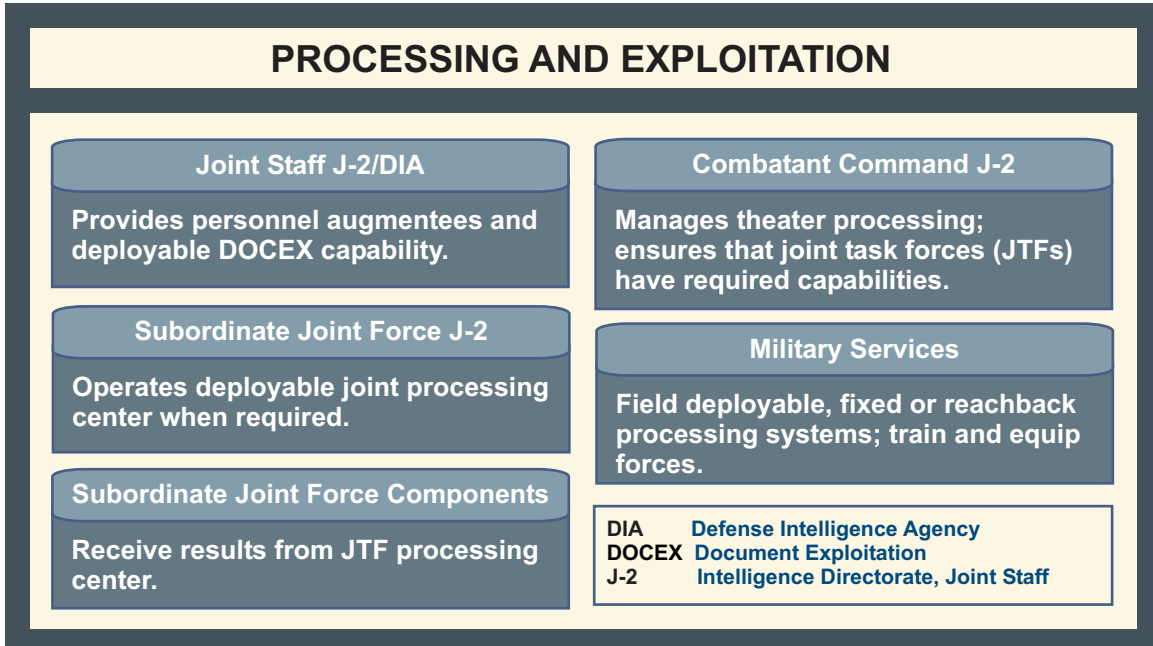 PROCESSING AND EXPLOITATION
Joint Staff J-2/DIA
Provides personnel augmentees and
deployable DOCEX capability.
Subordinate Joint Force J-2
Operates deployable joint processing
center when required.
Subordinate Joint Force Components
Receive results from JTF processing
center.
Combatant Command J-2
Manages theater processing;
ensures that joint task forces (JTFs)
have required capabilities.
Military Services
Field deployable, fixed or reachback
processing systems; train and equip
forces.
DIA Defense Intelligence Agency
DOCEX Document Exploitation
J-2 Intelligence Directorate, Joint Staff